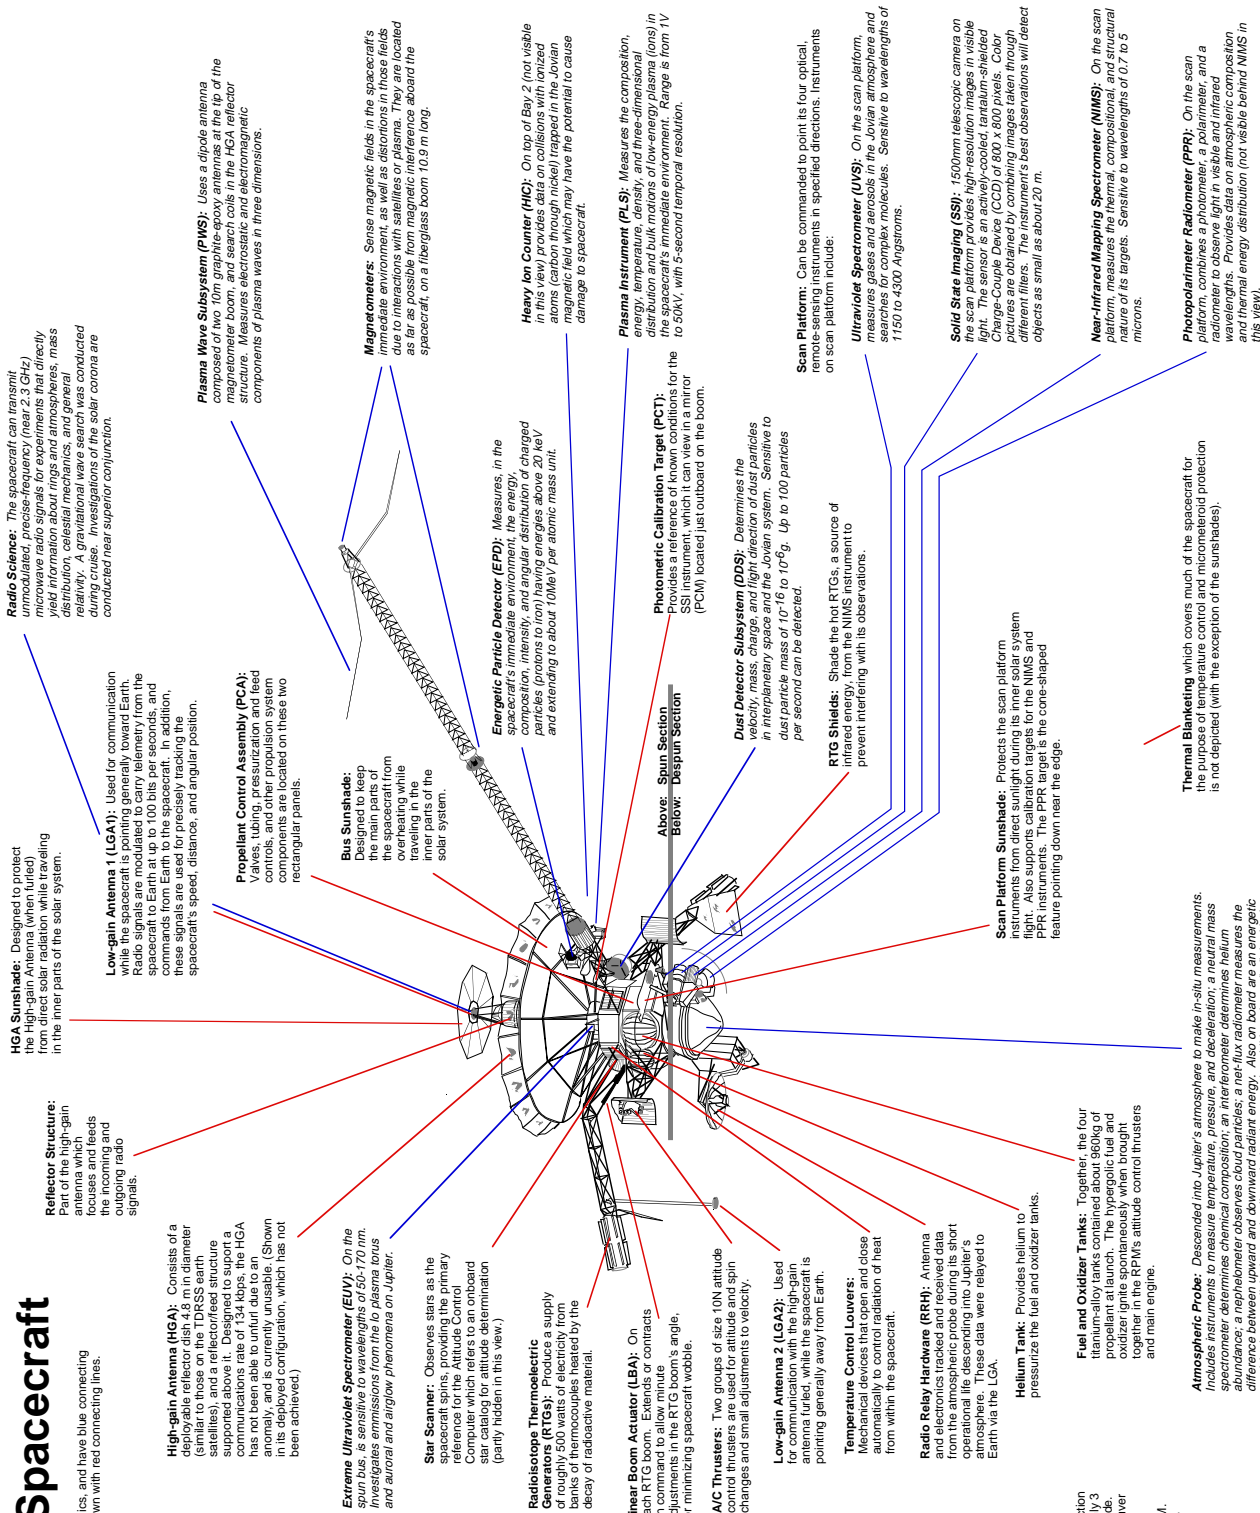 Spacecraft
ics, and have blue connecting
wn with red connecting lines.
Reflector Structure:
Part of the high-gain
antenna which
focuses and feeds
the incoming and
outgoing radio
signals.
HGA Sunshade: Designed to protect
the High-gain Antenna (when furled)
from direct solar radiation while traveling
in the inner parts of the solar system.
Radio Science: The spacecraft can transmit
unmodulated, precise-frequency (near 2.3 GHz)
microwave radio signals for experiments that directly
yield information about rings and atmospheres, mass
distribution, celestial mechanics, and general
relativity. A gravitational wave search was conducted
during cruise. Investigations of the solar corona are
conducted near superior conjunction.
Low-gain Antenna 1 (LGA1): Used for communication
while the spacecraft is pointing generally toward Earth.
Radio signals are modulated to carry telemetry from the
spacecraft to Earth at up to 100 bits per seconds, and
commands from Earth to the spacecraft. In addition,
these signals are used for precisely tracking the
spacecraft's speed, distance, and angular position.
High-gain Antenna (HGA): Consists of a
deployable reflector dish 4.8 m in diameter
(similar to those on the TDRSS earth
satellites), and a reflector/feed structure
supported above it. Designed to suport a
communications rate of 134 kbps, the HGA
has not been able to unfurl due to an
anomaly, and is currently unusable. (Shown
in its deployed configuration, which has not
been achieved.)
Plasma Wave Subsystem (PWS): Uses a dipole antenna
composed of two 10m graphite-epoxy antennas at the tip of the
magnetometer boom, and search coils in the HGA reflector
structure. Measures electrostatic and electromagnetic
components of plasma waves in three dimensions.
Propellant Control Assembly (PCA):
Valves, tubing, pressurization and feed
controls, and other propulsion system
components are located on these two
rectangular panels.
Bus Sunshade:
Designed to keep
the main parts of
the spacecraft from
overheating while
traveling in the
inner parts of the
solar system.
Extreme Ultraviolet Spectrometer (EUV): On the
spun bus, is sensitive to wavelengths of 50-170 nm.
Investigates emmissions from the Io plasma torus
and auroral and airglow phenomena on Jupiter.
Magnetometers: Sense magnetic fields in the spacecraft's
immediate environment, as well as distortions in those fields
due to interactions with satellites or plasma. They are located
as far as possible from magnetic interference aboard the
spacecraft, on a fiberglass boom 10.9 m long.
Star Scanner: Observes stars as the
spacecraft spins, providing the primary
reference for the Attitude Control
Computer which refers to an onboard
star catalog for attitude determination
(partly hidden in this view.)
Energetic Particle Detector (EPD): Measures, in the
spacecraft's immediate environment, the energy,
composition, intensity, and angular distribution of charged
particles (protons to iron) having energies above 20 keV
and extending to about 10MeV per atomic mass unit.
Heavy Ion Counter (HIC): On top of Bay 2 (not visible
in this view) provides data on collisions with ionized
atoms (carbon through nickel) trapped in the Jovian
magnetic field which may have the potential to cause
damage to spacecraft.
Radioisotope Thermoelectric
Generators (RTGs): Produce a supply
of roughly 500 watts of electricity from
banks of thermocouples heated by the
decay of radioactive material.
Plasma Instrument (PLS): Measures the composition,
energy, temperature, density, and three-dimensional
distribution and bulk motions of low-energy plasma (ions) in
the spacecraft's immediate environment. Range is from 1V
to 50kV, with 5-second temporal resolution.
inear Boom Actuator (LBA): On
ach RTG boom. Extends or contracts
n command to allow minute
djustments in the RTG boom's angle,
or minimizing spacecraft wobble.
Photometric Calibration Target (PCT):
Provides a reference of known conditions for the
SSI instrument, which it can view in a mirror
(PCM) located just outboard on the boom.
Above: Spun Section
Below: Despun Section
A/C Thrusters: Two groups of size 10N attitude
control thrusters are used for attitude and spin
changes and small adjustments to velocity.
Dust Detector Subsystem (DDS): Determines the
velocity, mass, charge, and flight direction of dust particles
in interplanetary space and the Jovian system. Sensitive to
dust particle mass of 10-16 to 10-6g. Up to 100 particles
per second can be detected.
Low-gain Antenna 2 (LGA2): Used
for communication with the high-gain
antenna furled, while the spacecraft is
pointing generally away from Earth.
RTG Shields: Shade the hot RTGs, a source of
infrared energy, from the NIMS instrument to
prevent interfering with its observations.
Scan Platform: Can be commanded to point its four optical,
remote-sensing instruments in specified directions. Instruments
on scan platform include:
Temperature Control Louvers:
Mechanical devices that open and close
automatically to control radiation of heat
from within the spacecraft.
Ultraviolet Spectrometer (UVS): On the scan platform,
measures gases and aerosols in the Jovian atmosphere and
searches for complex molecules. Sensitive to wavelengths of
1150 to 4300 Angstroms.
Radio Relay Hardware (RRH): Antenna
and electronics tracked and received data
from the atmospheric probe during its short
operational life descending into Jupiter's
atmosphere. These data were relayed to
Earth via the LGA.
Solid State Imaging (SSI): 1500mm telescopic camera on
the scan platform provides high-resolution images in visible
light. The sensor is an actively-cooled, tantalum-shielded
Charge-Couple Device (CCD) of 800 x 800 pixels. Color
pictures are obtained by combining images taken through
different filters. The instrument's best observations will detect
objects as small as about 20 m.
Scan Platform Sunshade: Protects the scan platform
instruments from direct sunlight during its inner solar system
flight. Also supports calibration targets for the NIMS and
PPR instruments. The PPR target is the cone-shaped
feature pointing down near the edge.
Helium Tank: Provides helium to
pressurize the fuel and oxidizer tanks.
Near-Infrared Mapping Spectrometer (NIMS): On the scan
platform, measures the thermal, compositional, and structural
nature of its targets. Sensitive to wavelengths of 0.7 to 5
microns.
Fuel and Oxidizer Tanks: Together, the four
titanium-alloy tanks contained about 960kg of
propellant at launch. The hypergolic fuel and
oxidizer ignite spontaneously when brought
together in the RPM's attitude control thrusters
and main engine.
Thermal Blanketing which covers much of the spacecraft for
the purpose of temperature control and micrometeroid protection
is not depicted (with the exception of the sunshades).
Photopolarimeter Radiometer (PPR): On the scan
platform, combines a photometer, a polarimeter, and a
radiometer to observe light in visible and infrared
wavelengths. Provides data on atmospheric composition
and thermal energy distribution (not visible behind NIMS in
this view).
ction
ly 3
de.
uver
M.
Atmospheric Probe: Descended into Jupiter's atmosphere to make in-situ measurements.
Includes instruments to measure temperature, pressure, and deceleration; a neutral mass
spectrometer determines chemical composition; an interferometer determines helium
abundance; a nephelometer observes cloud particles; a net-flux radiometer measures the
difference between upward and downward radiant energy. Also on board are an energetic